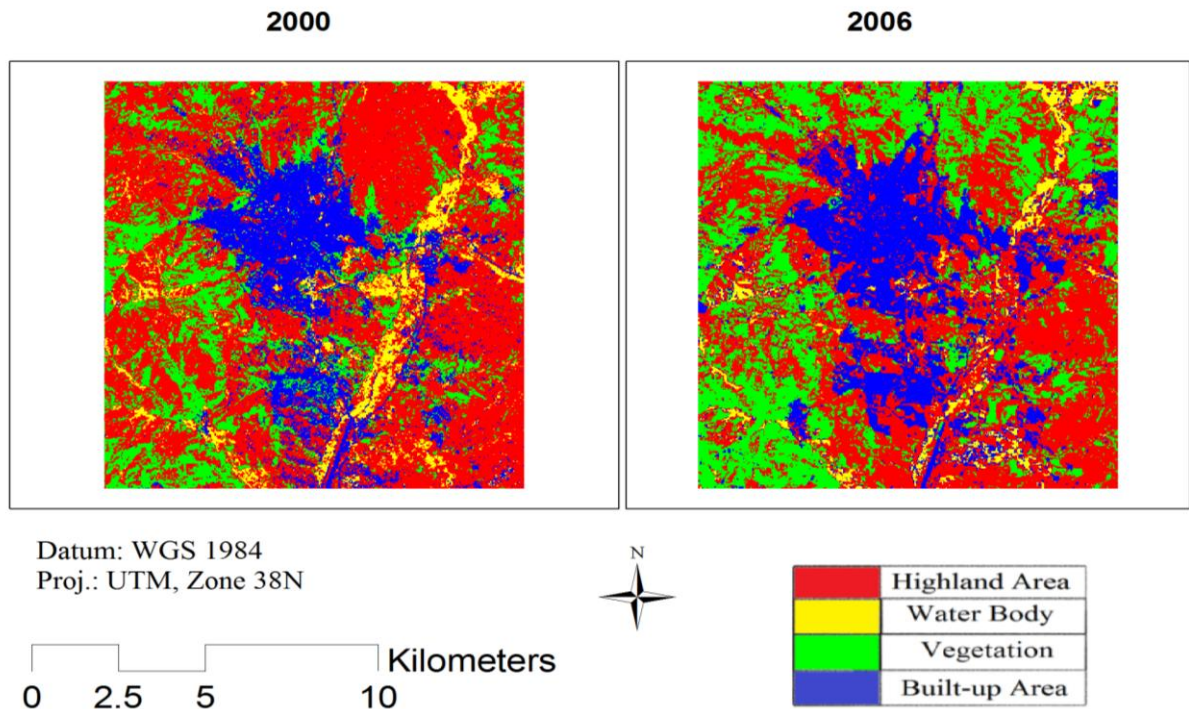 2000
2006
Datum: WGS 1984
Proj.: UTM, Zone 38N
N
Kilometers
0 2.5 5 10
Highland Area
Water Body
Vegetation
Built-up Area